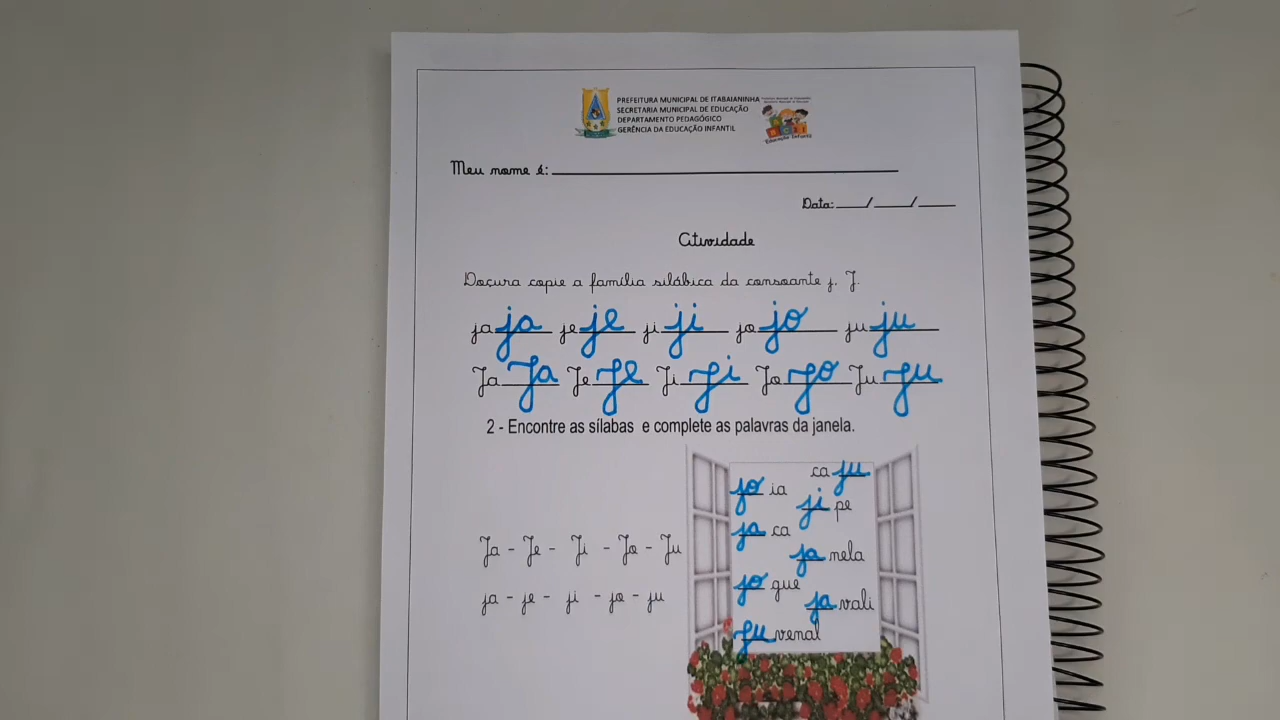 PREFEITURA MUNICIPAL DE ITABAIANINHA
SECRETARIA MUNICIPAL DE EDUCAÇÃO
DEPARTAMENTO PEDAGÓGICO
GERÊNCIA DA EDUCAÇÃO INFANTIL
Educação Infantil
Meu nome é:
Data: / /
Atividade
Doçura copie a família silábica da consoante j, J.
ja ja je je ji ji jo jo ju ju
Ja Ja Je Je Ji Ji Jo Jo Ju Ju
2 - Encontre as sílabas e complete as palavras da janela.
Ja - Je - Ji - Jo - Ju
ja - je - ji - jo - ju
ca ju
jo ia
ji pe
ja ca
ja nela
jo gue
ja vali
Ju venal